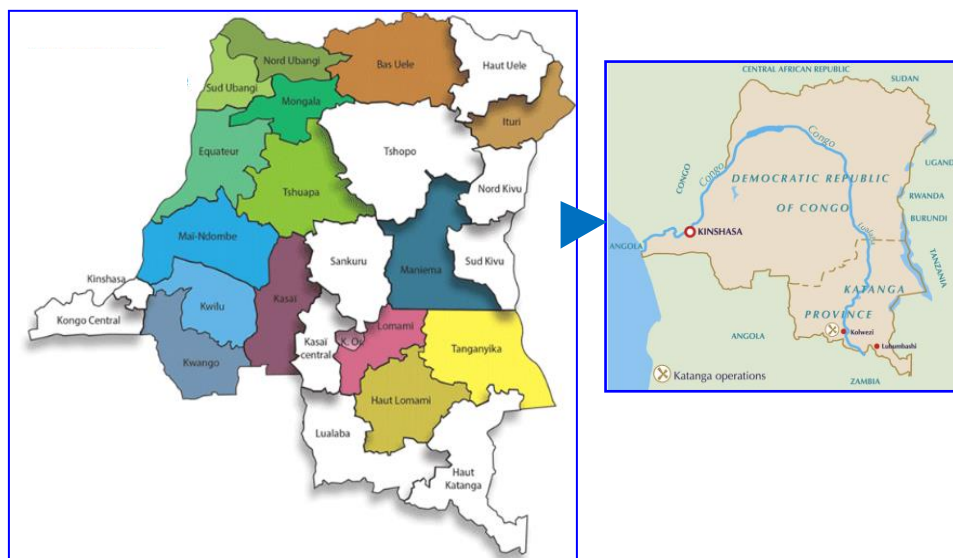 Nord Ubangi
Bas Uele
Haut Uele
Sud Ubangi
Mongala
Ituri
Equateur
Tshopo
Tshuapa
Nord Kivu
Maï-Ndombe
Sankuru
Maniema
Sud Kivu
Kinshasa
Kongo Central
Kwilu
Kasaï
Kwango
Kasaï
central
K. Or
Lomami
Tanganyika
Haut Lomami
Lualaba
Haut
Katanga
CENTRAL AFRICAN REPUBLIC
SUDAN
CONGO
Congo
Congo
UGAND
DEMOCRATIC REPUBLIC
OF CONGO
RWANDA
BURUNDI
KINSHASA
ANGOLA
TANZANIA
KATANGA
PROVINCE
Kolwezi
Lubumbashi
ANGOLA
Katanga operations
ZAMBIA